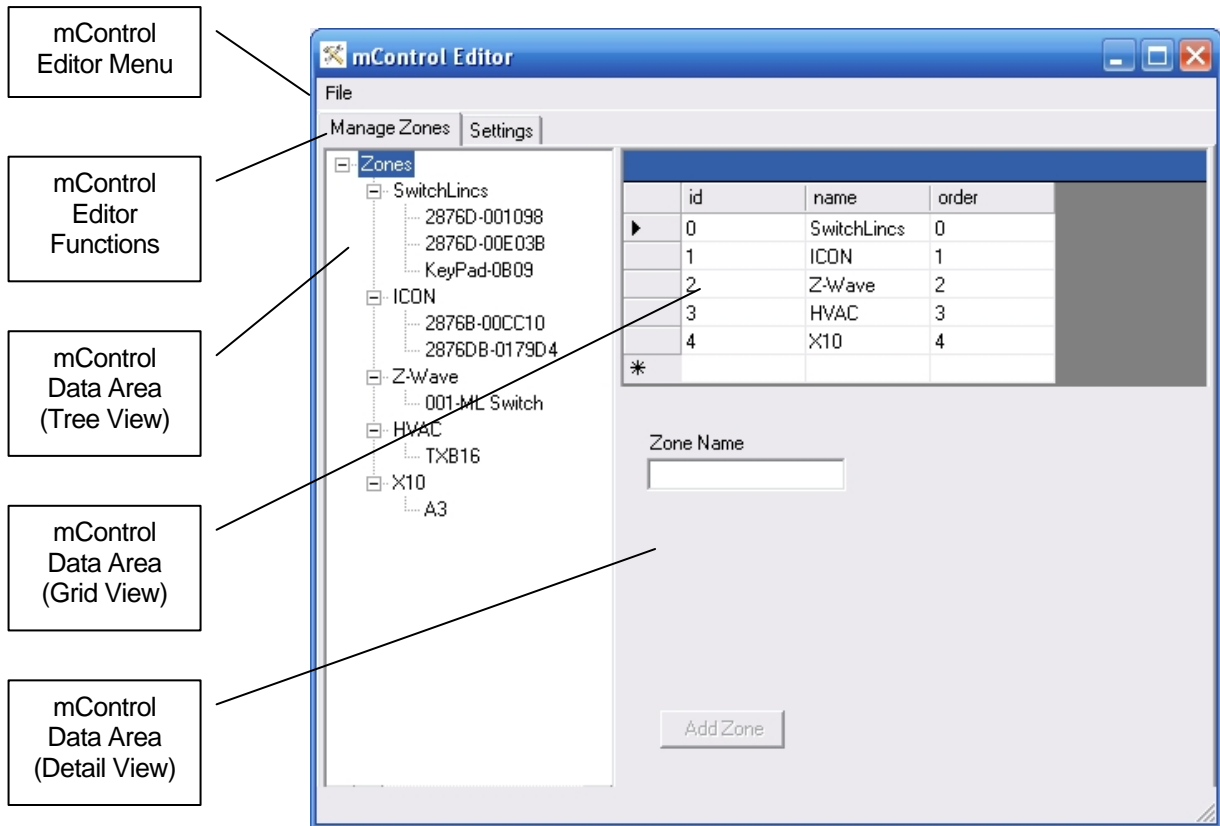 mControl
Editor Menu
mControl
Editor
Functions
mControl
Data Area
(Tree View)
mControl
Data Area
(Grid View)
mControl
Data Area
(Detail View)
mControl Editor
File
Manage Zones Settings
Zones
SwitchLincs
2876D-001098
2876D-00E03B
KeyPad-0B09
ICON
2876B-00CC10
2876DB-0179D4
Z-Wave
001-ML Switch
HVAC
TXB16
X10
A3
id name order
0 SwitchLincs 0
1 ICON 1
2 Z-Wave 2
3 HVAC 3
4 X10 4
Zone Name
Add Zone